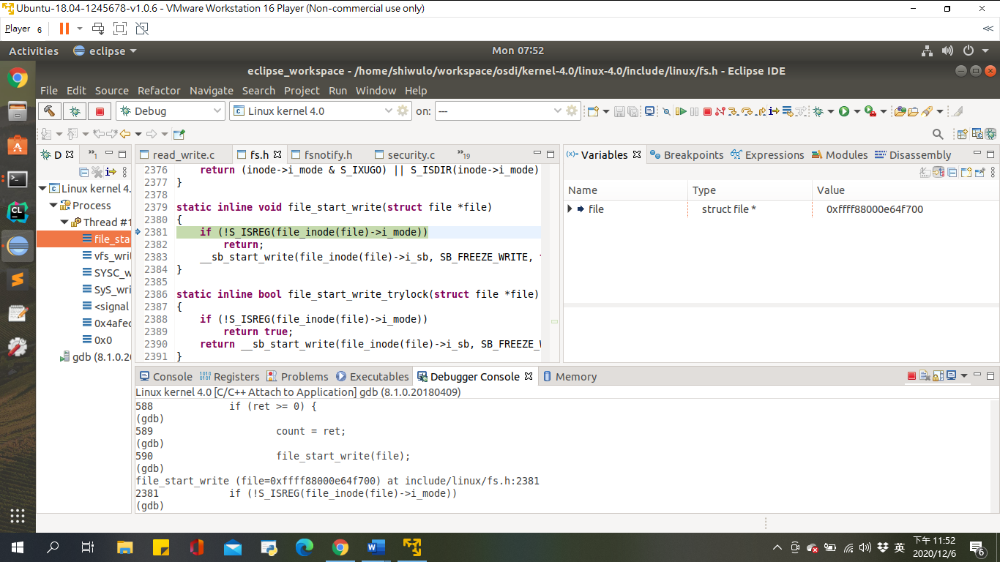 Ubuntu-18.04-1245678-v1.0.6 - VMware Workstation 16 Player (Non-commercial use only)
Player 6
Activities eclipse Mon 07:52
eclipse_workspace - /home/shiwulo/workspace/osdi/kernel-4.0/linux-4.0/include/linux/fs.h - Eclipse IDE
File Edit Source Refactor Navigate Search Project Run Window Help
Debug Linux kernel 4.0 on: ---
D »1
Linux kernel 4.
Process
Thread #1
file_sta
vfs_writ
SYSC_w
SyS_wri
<signal
0x4afec
0x0
gdb (8.1.0.20
read_write.c fs.h fsnotify.h security.c »19
2376 return (inode->i_mode & S_IXUGO) || S_ISDIR(inode->i_mode)
2377 }
2378
2379 static inline void file_start_write(struct file *file)
2380 {
2381 if (!S_ISREG(file_inode(file)->i_mode))
2382 return;
2383 __sb_start_write(file_inode(file)->i_sb, SB_FREEZE_WRITE,
2384 }
2385
2386 static inline bool file_start_write_trylock(struct file *file)
2387 {
2388 if (!S_ISREG(file_inode(file)->i_mode))
2389 return true;
2390 return __sb_start_write(file_inode(file)->i_sb, SB_FREEZE_W
2391 }
(x)= Variables Breakpoints Expressions Modules Disassembly
Name Type Value
file struct file * 0xffff88000e64f700
Console Registers Problems Executables Debugger Console Memory
Linux kernel 4.0 [C/C++ Attach to Application] gdb (8.1.0.20180409)
588 if (ret >= 0) {
(gdb)
589 count = ret;
(gdb)
590 file_start_write(file);
(gdb)
file_start_write (file=0xffff88000e64f700) at include/linux/fs.h:2381
2381 if (!S_ISREG(file_inode(file)->i_mode))
(gdb)
英 下午 11:52
2020/12/6
6